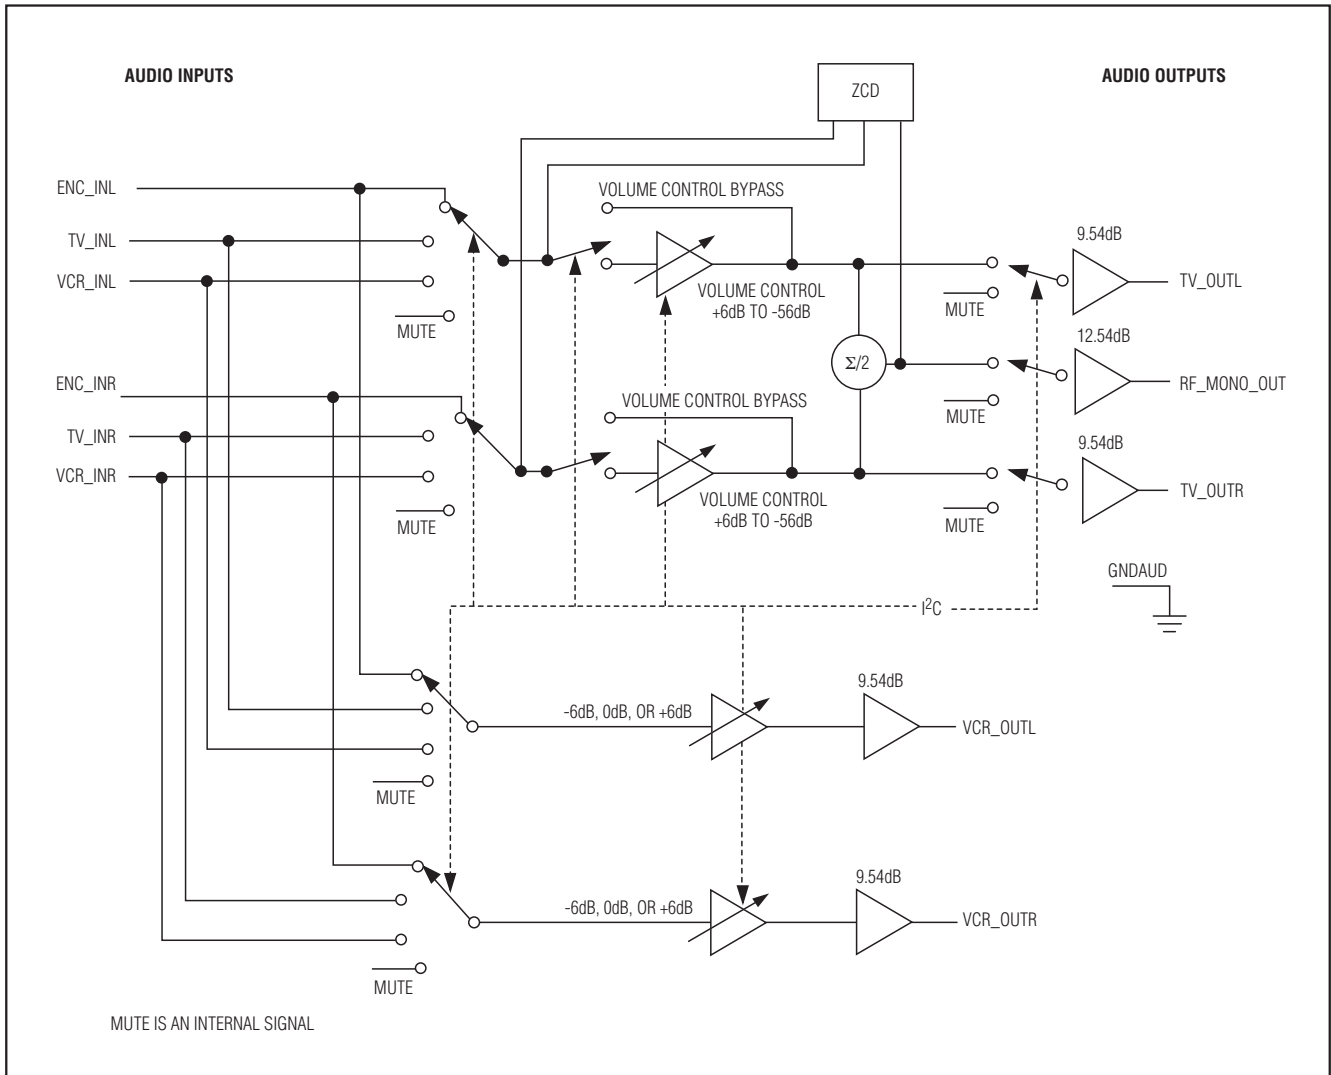 AUDIO INPUTS
AUDIO OUTPUTS
ZCD
ENC_INL
TV_INL
VCR_INL
MUTE
VOLUME CONTROL BYPASS
VOLUME CONTROL
+6dB TO -56dB
MUTE
9.54dB
TV_OUTL
Σ/2
12.54dB
MUTE
RF_MONO_OUT
ENC_INR
TV_INR
VCR_INR
MUTE
VOLUME CONTROL BYPASS
VOLUME CONTROL
+6dB TO -56dB
MUTE
9.54dB
TV_OUTR
GNDAUD
I²C
MUTE
-6dB, 0dB, OR +6dB
9.54dB
VCR_OUTL
MUTE
-6dB, 0dB, OR +6dB
9.54dB
VCR_OUTR
MUTE IS AN INTERNAL SIGNAL